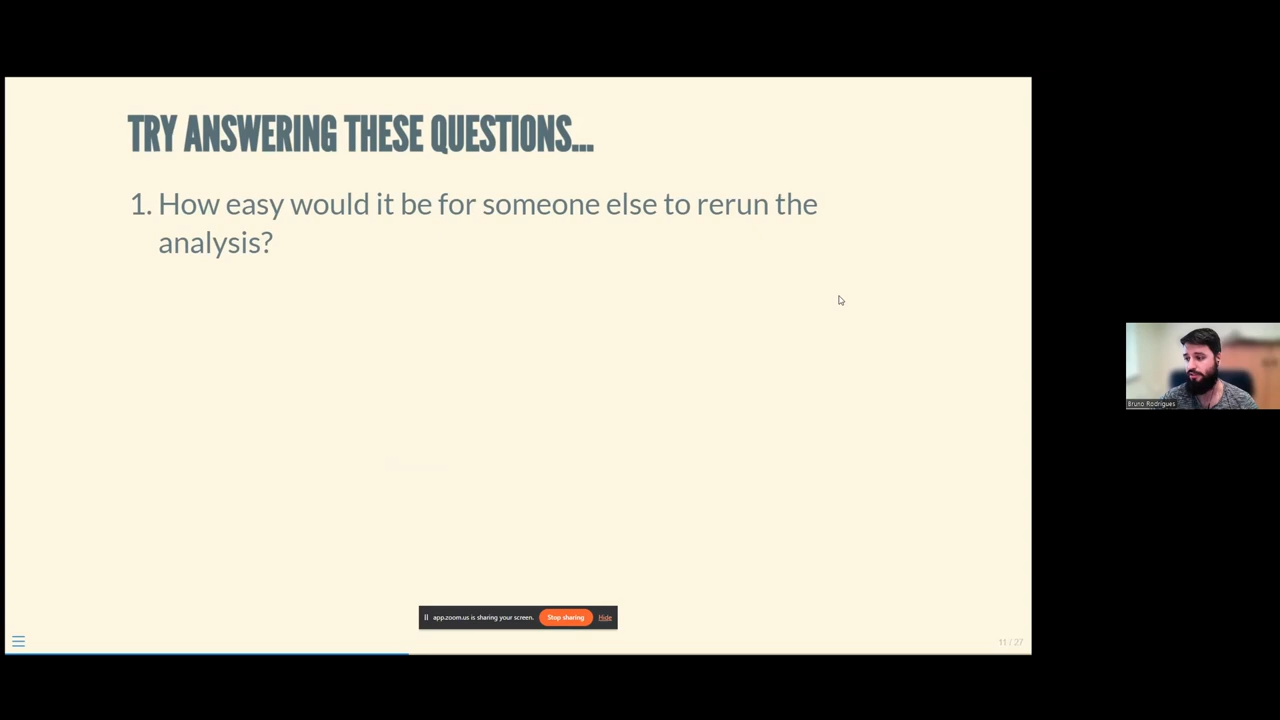 TRY ANSWERING THESE QUESTIONS...
1. How easy would it be for someone else to rerun the
analysis?
Bruno Rodrigues
app.zoom.us is sharing your screen. Stop sharing Hide
11 / 27